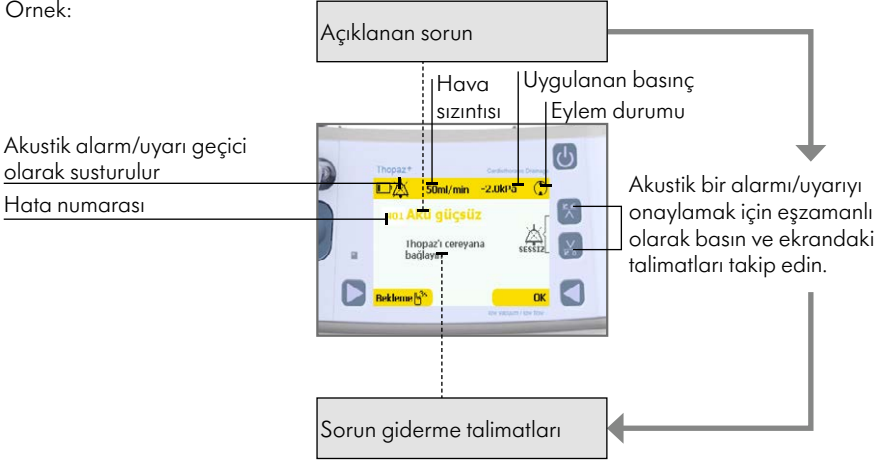 Örnek:
Açıklanan sorun
Hava
sızıntısı
Uygulanan basınç
Eylem durumu
Akustik alarm/uyarı geçici
olarak susturulur
Hata numarası
Thopaz+
50ml/min -2.0kPa
Akü güçsüz
Thopaz'ı cereyana
bağlayın
SESSİZ
Bekleme 3s
OK
Akustik bir alarmı/uyarıyı
onaylamak için eşzamanlı
olarak basın ve ekrandaki
talimatları takip edin.
Sorun giderme talimatları